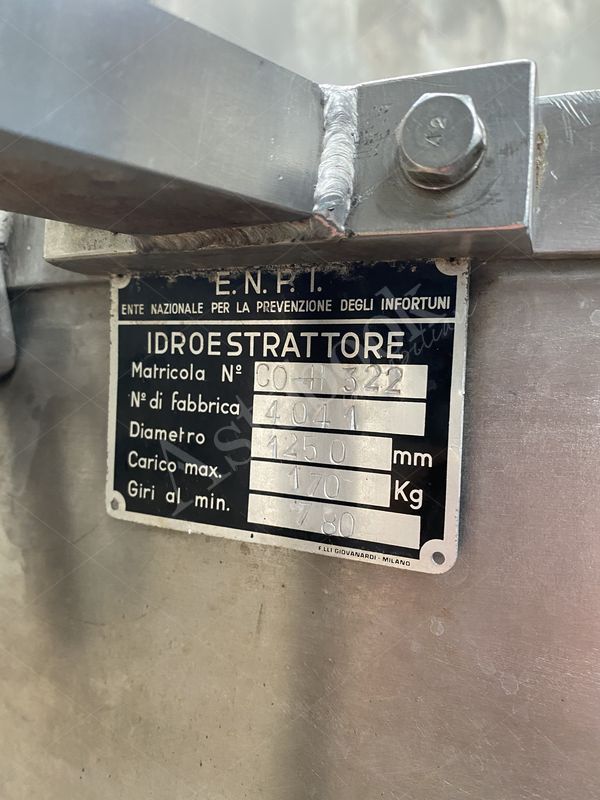 A2
E.N.P.I.
ENTE NAZIONALE PER LA PREVENZIONE DEGLI INFORTUNI
IDROESTRATTORE
Matricola N° CO-H 322
N° di fabbrica 4041
Diametro 1250 mm
Carico max. 170 Kg
Giri al min. 780
F.LLI GIOVANARDI - MILANO